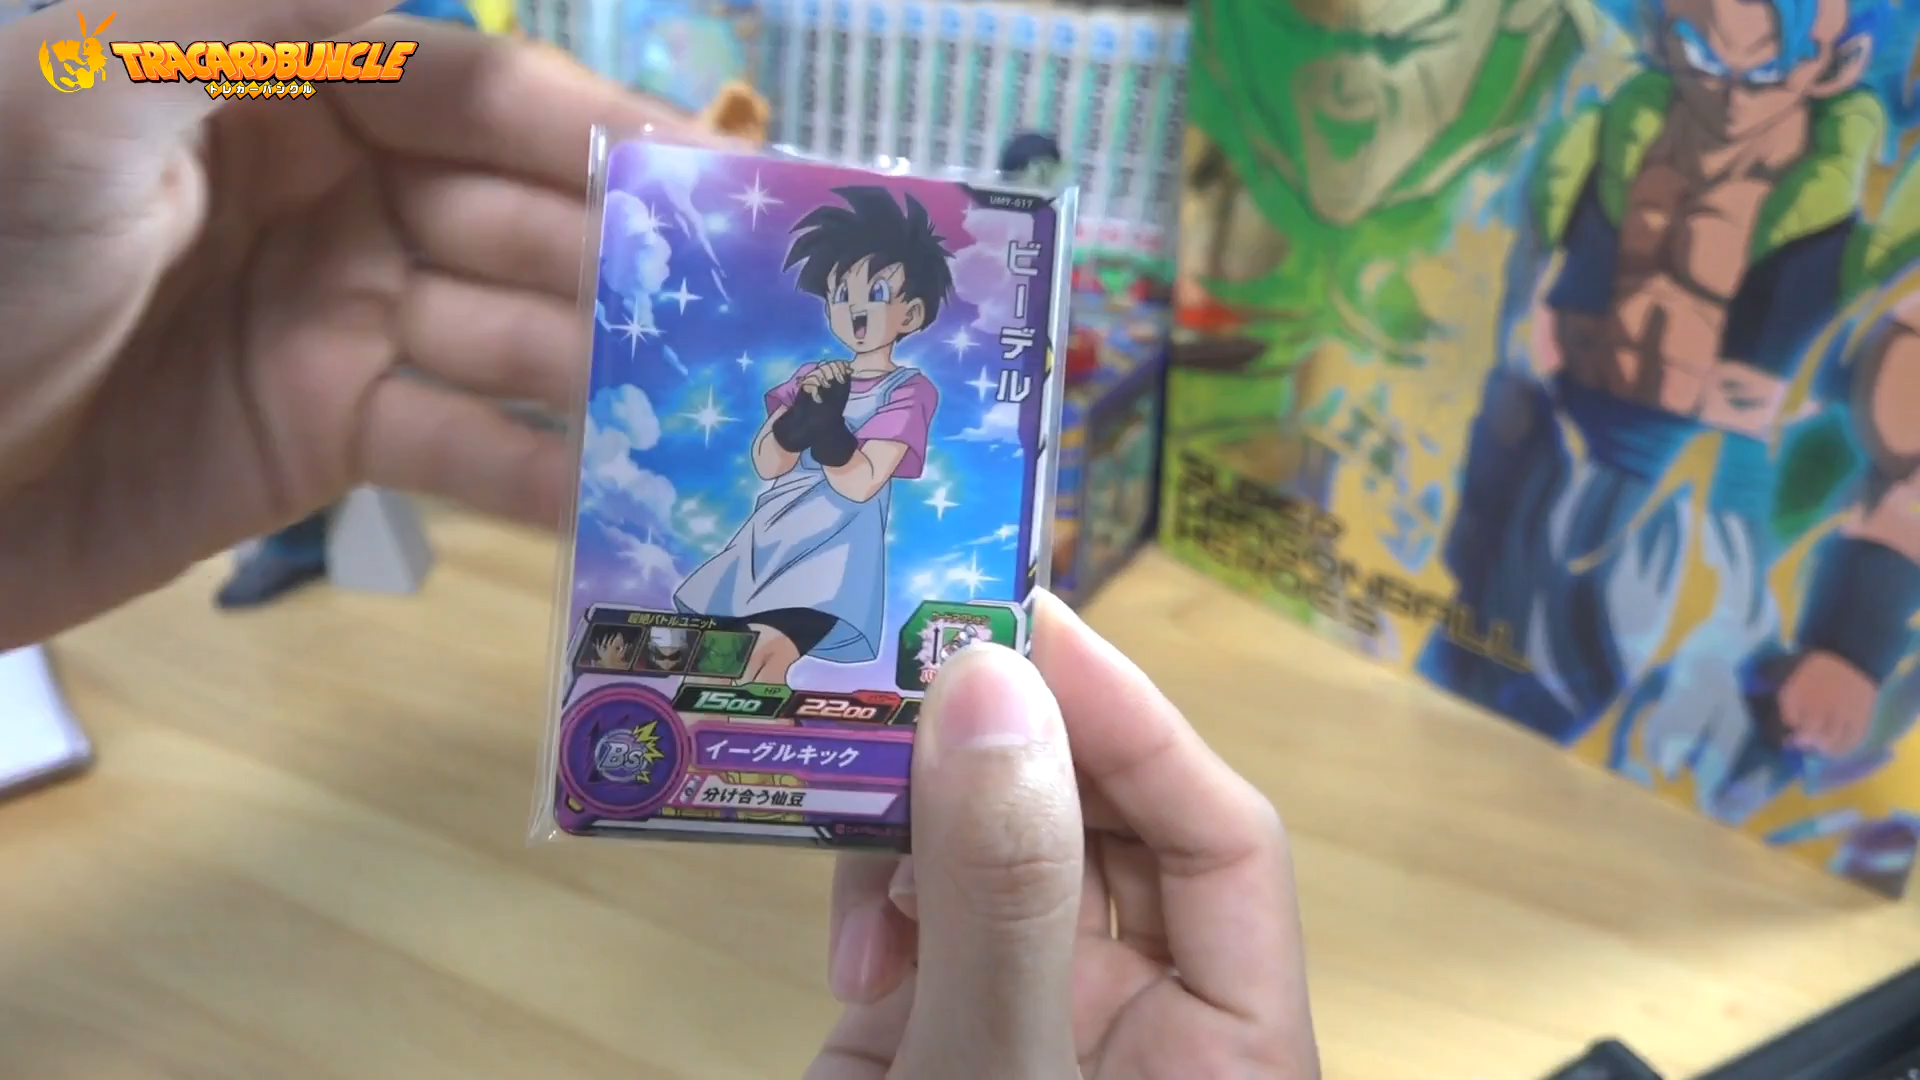 TRACARDBUNCLE
トレカーバンクル
UM9-017
ビーデル
超絶バトルユニット
HP
1500
2200
BS
イーグルキック
分け合う仙豆
SUPER
DRAGONBALL
HEROES